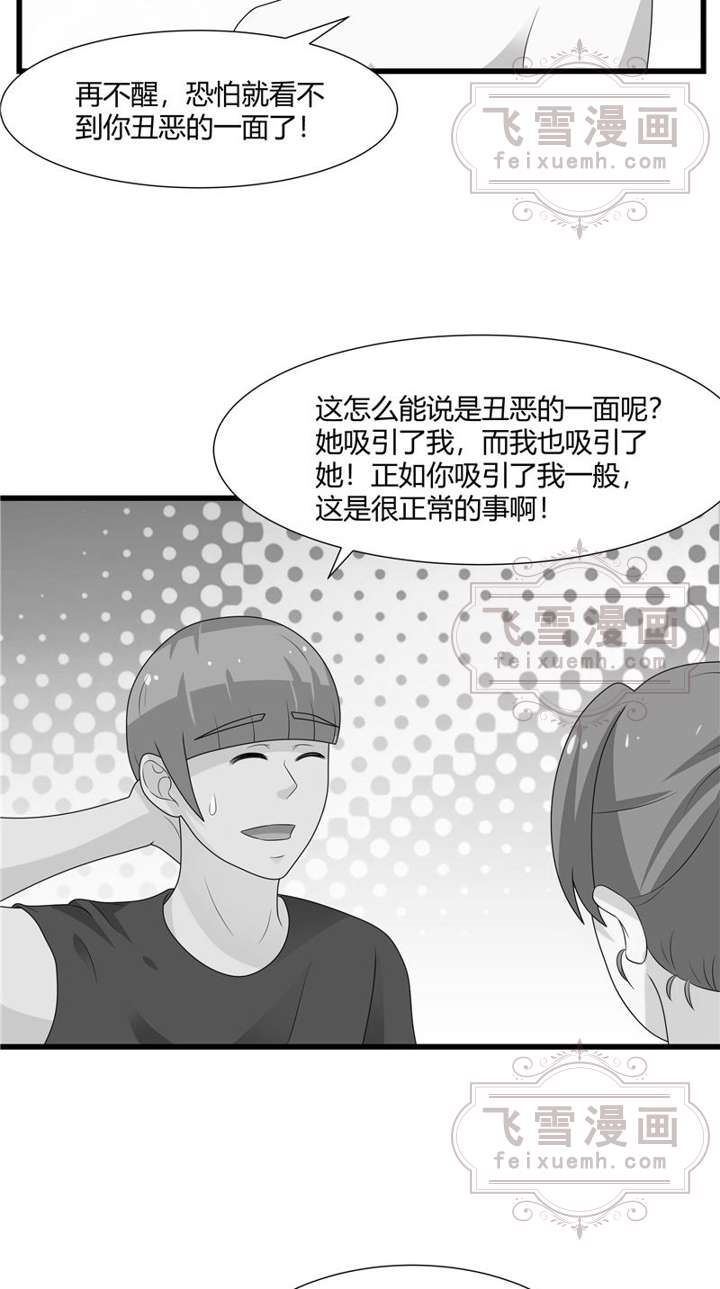 再不醒，恐怕就看不
到你丑恶的一面了！
飞雪漫画
feixuemh.com
这怎么能说是丑恶的一面呢？
她吸引了我，而我也吸引了
她！正如你吸引了我一般，
这是很正常的事啊！
飞雪漫画
feixuemh.com
飞雪漫画
feixuemh.com